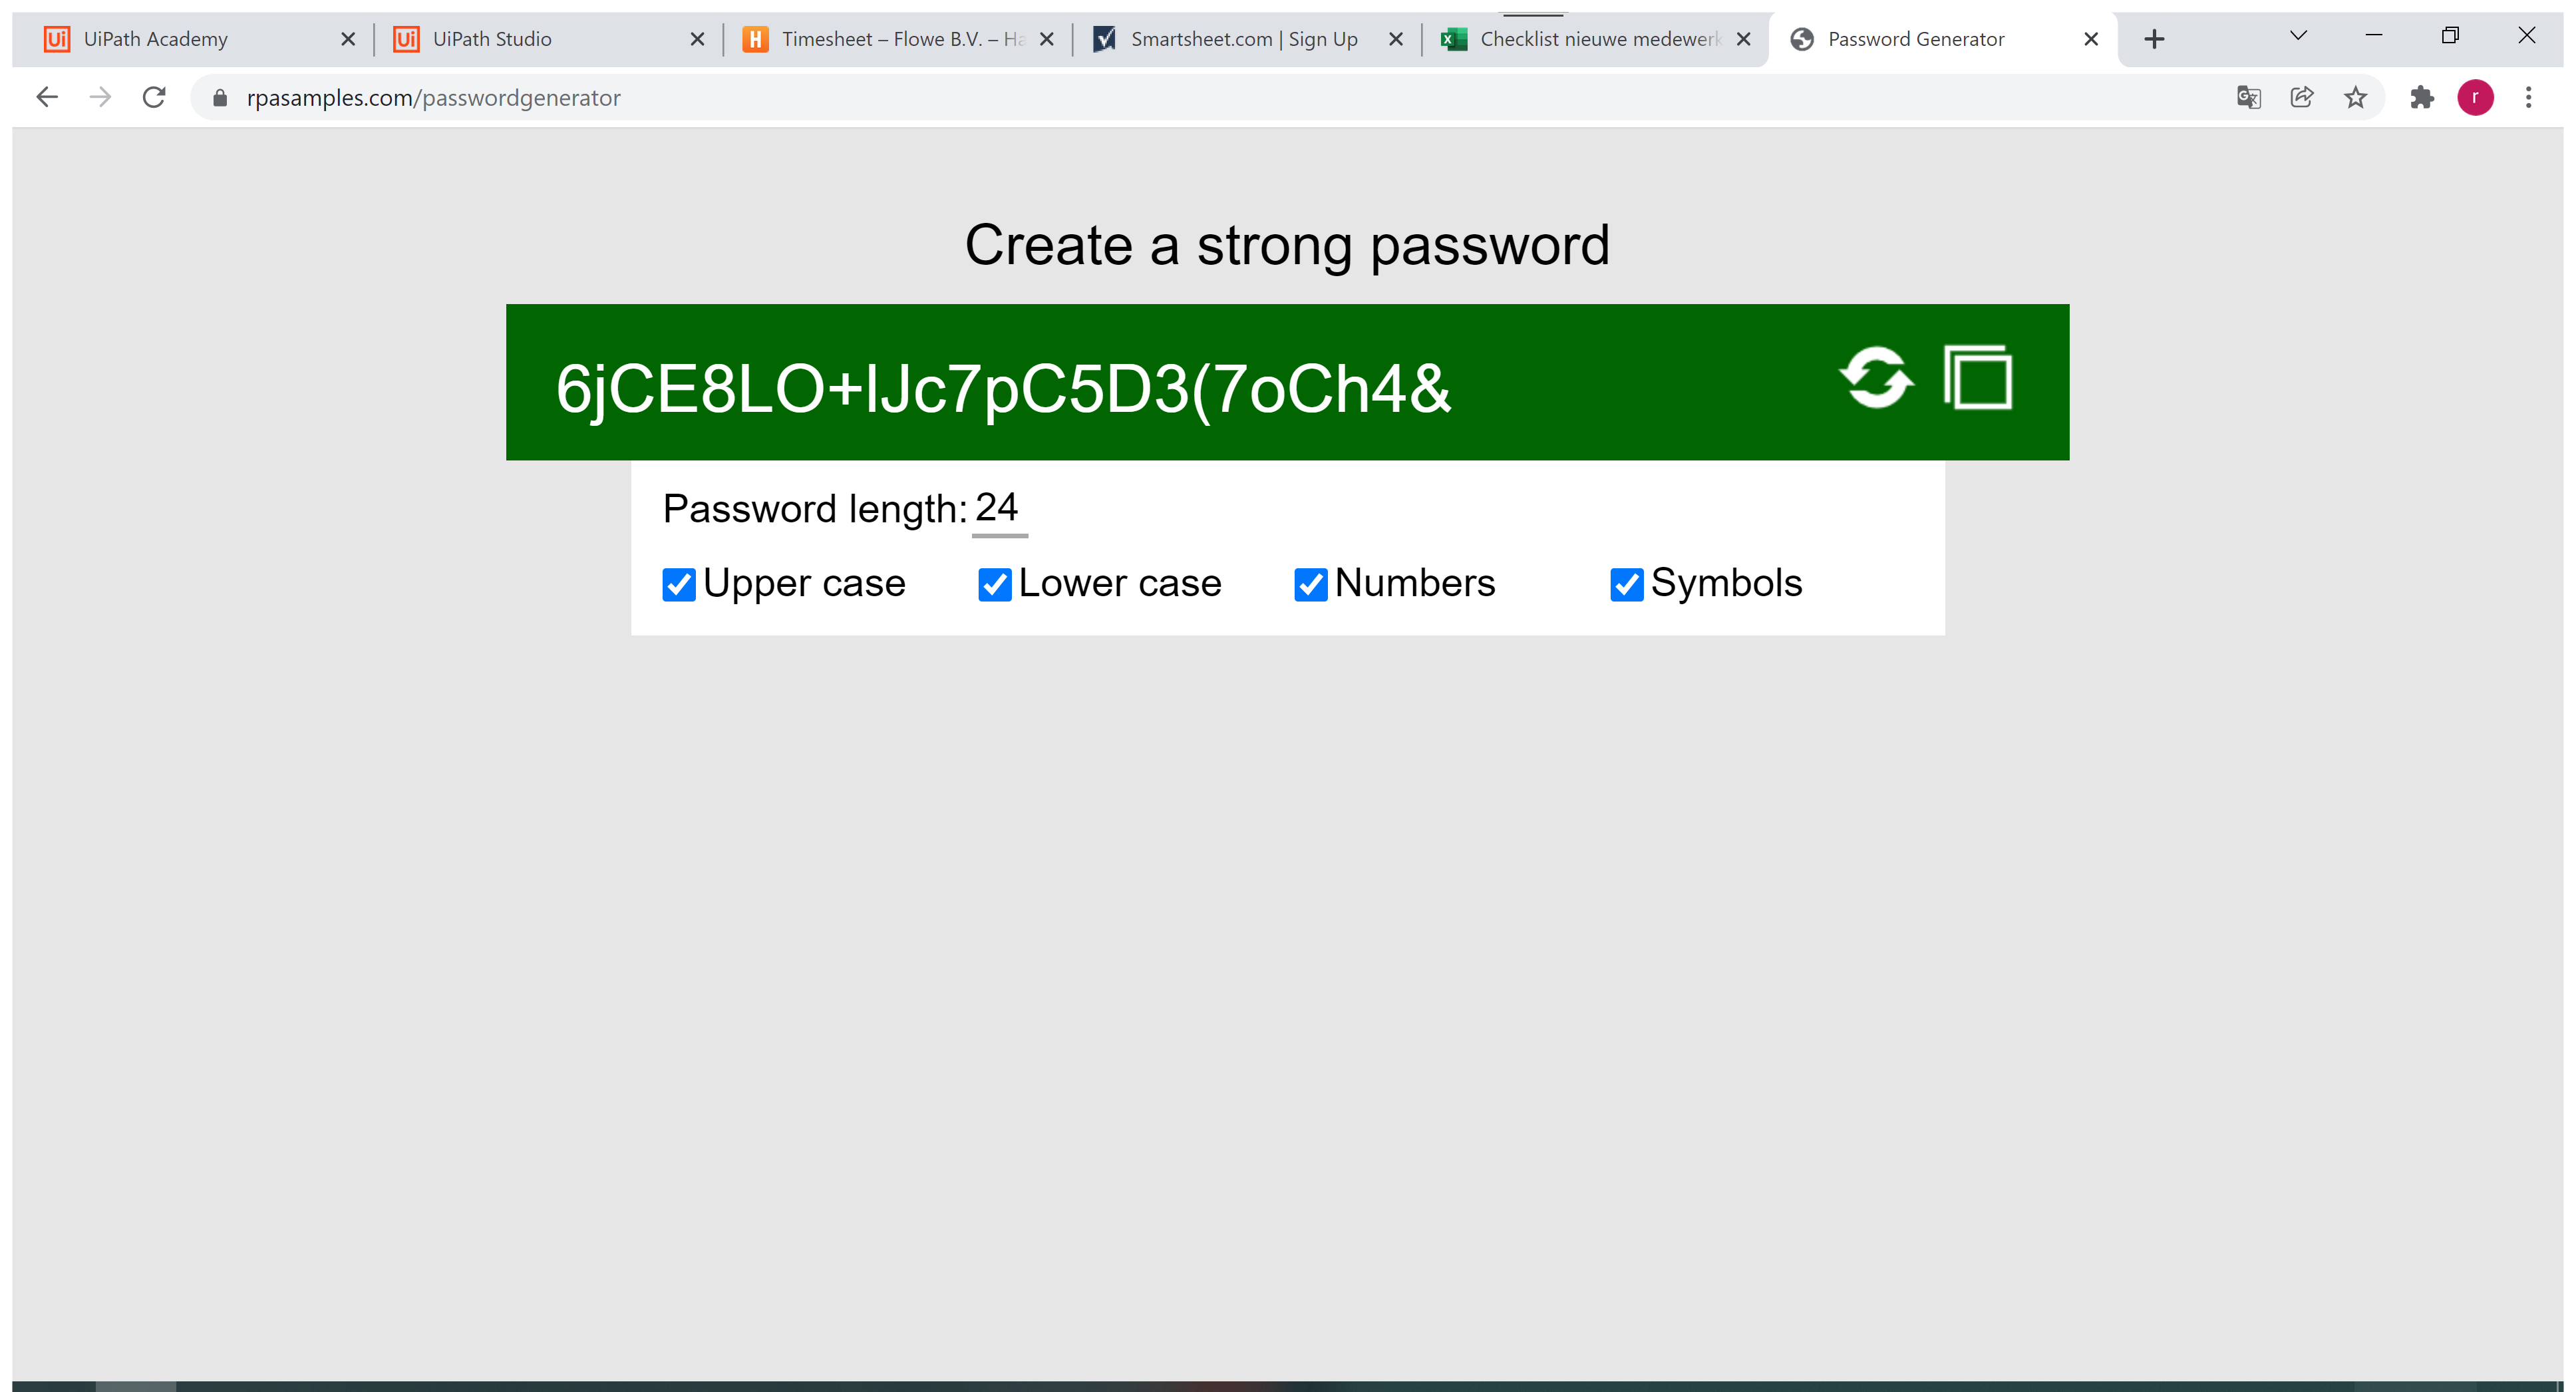 UiPath Academy
UiPath Studio
Timesheet – Flowe B.V. – Ha
Smartsheet.com | Sign Up
Checklist nieuwe medewerk
Password Generator
rpasamples.com/passwordgenerator
r
Create a strong password
6jCE8LO+lJc7pC5D3(7oCh4&
Password length: 24
Upper case
Lower case
Numbers
Symbols